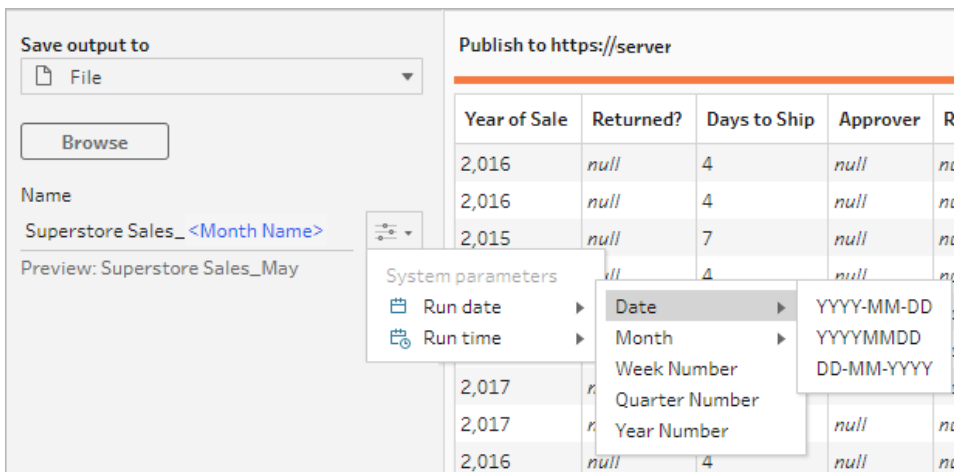 Save output to
File
Browse
Name
Superstore Sales_ <Month Name>
Preview: Superstore Sales_May
System parameters
Run date
Run time
Date
Month
Week Number
Quarter Number
Year Number
YYYY-MM-DD
YYYYMMDD
DD-MM-YYYY
Publish to https://server
Year of Sale Returned? Days to Ship Approver
2,016 null 4 null
2,016 null 4 null
2,015 null 7 null
4 null
2,017
2,017 null
2,016 null 4 null